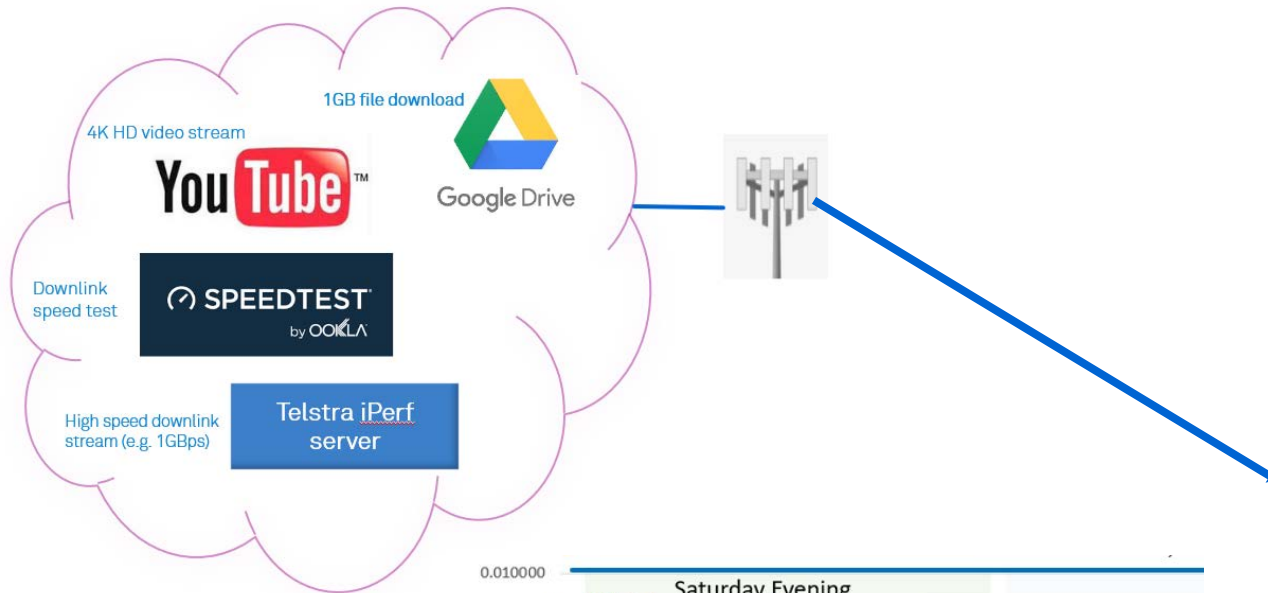 1GB file download
4K HD video stream
YouTube™
Google Drive
Downlink
speed test
SPEEDTEST
by OOKLA
High speed downlink
stream (e.g. 1GBps)
Telstra iPerf
server
0.010000
Saturday Evening